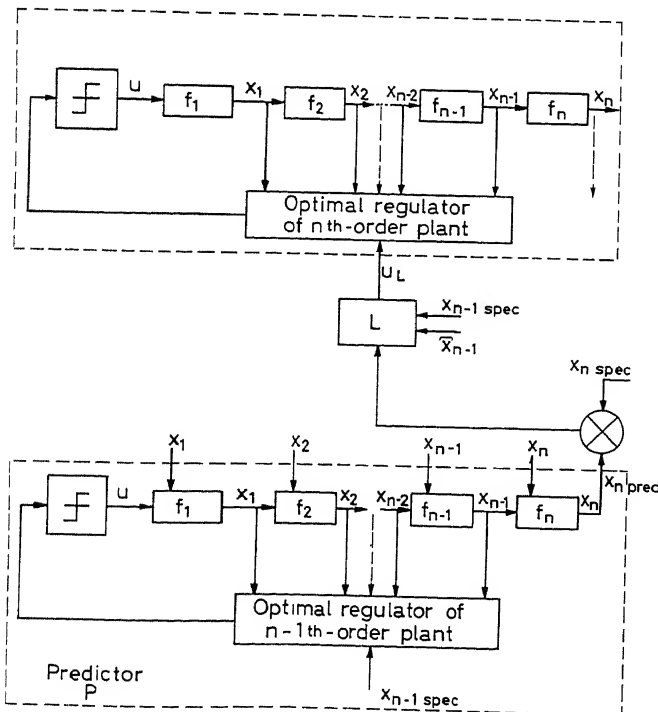 u x₁ x₂ xₙ₋₂ xₙ₋₁ xₙ
f₁ f₂ fₙ₋₁ fₙ
Optimal regulator
of nth-order plant
u_L
L
xₙ₋₁ spec
x̅ₙ₋₁
xₙ spec
x₁ x₂ xₙ₋₁ xₙ
xₙ prec
u x₁ x₂ xₙ₋₂ xₙ₋₁ xₙ
f₁ f₂ fₙ₋₁ fₙ
Optimal regulator of
n-1th-order plant
Predictor
P
xₙ₋₁ spec